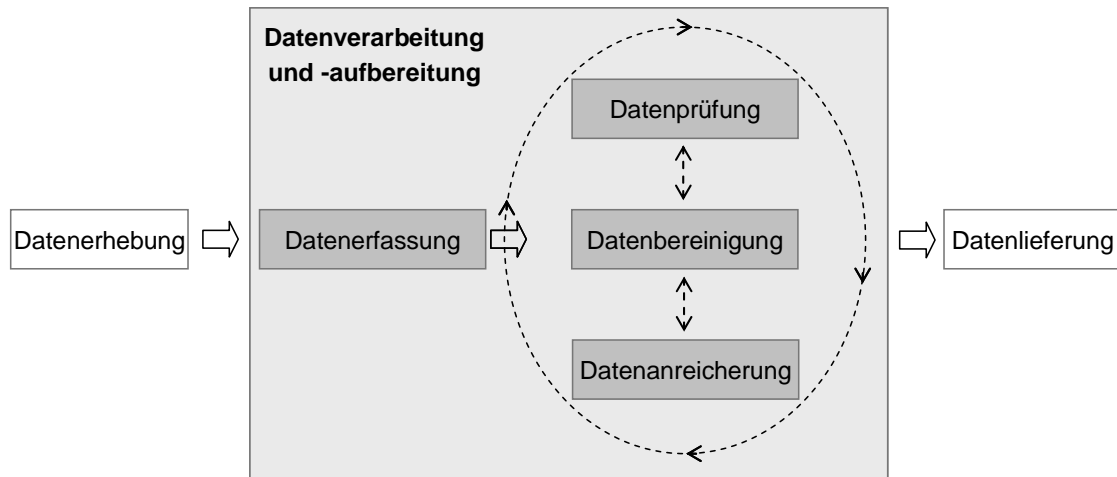 Datenverarbeitung
und -aufbereitung
Datenprüfung
Datenerhebung
Datenerfassung
Datenbereinigung
Datenlieferung
Datenanreicherung